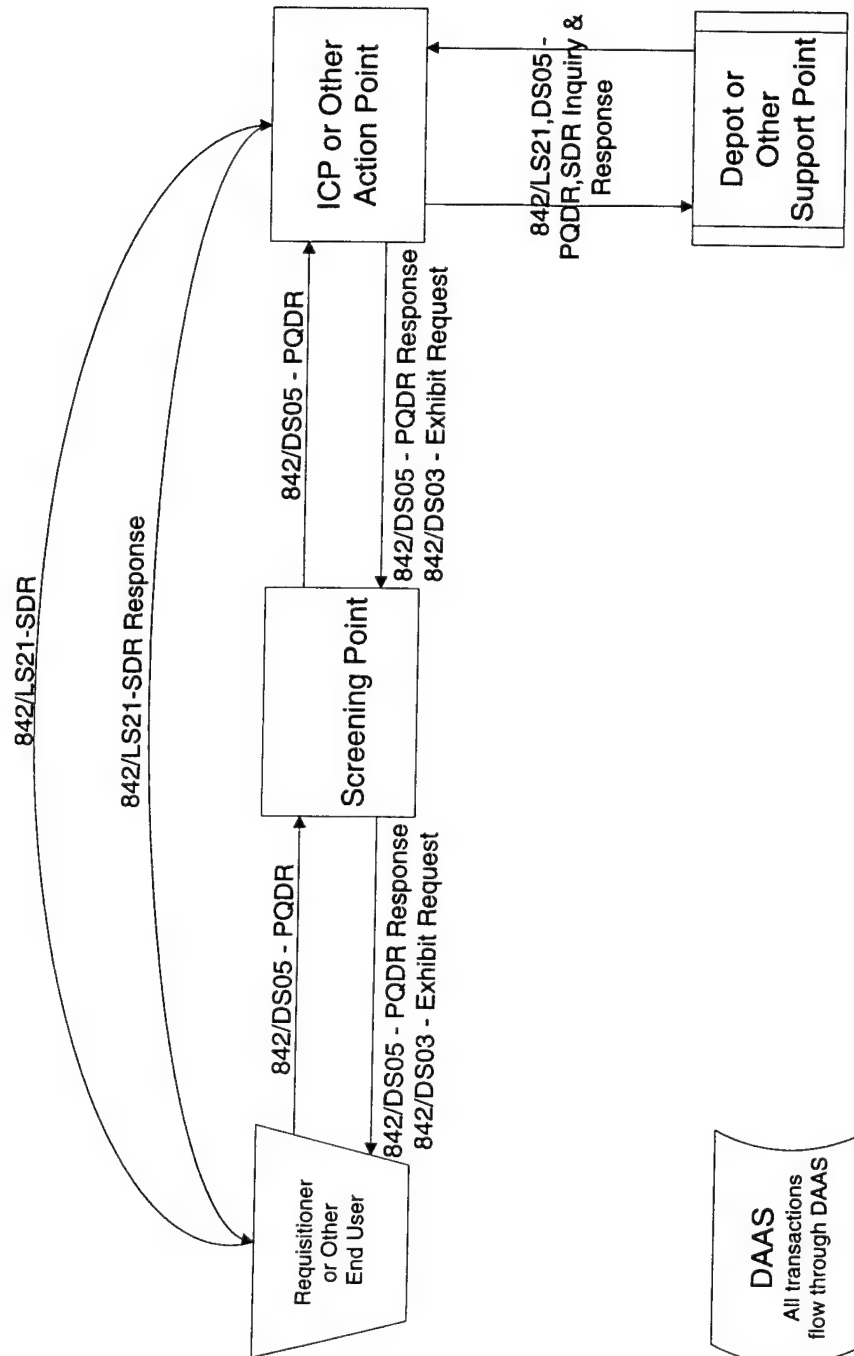 842/LS21-SDR
842/LS21-SDR Response
Requisitioner
or Other
End User
842/DS05 - PQDR
842/DS05 - PQDR Response
842/DS03 - Exhibit Request
Screening Point
842/DS05 - PQDR
842/DS05 - PQDR Response
842/DS03 - Exhibit Request
ICP or Other
Action Point
842/LS21,DS05 -
PQDR,SDR Inquiry &
Response
Depot or
Other
Support Point
DAAS
All transactions
flow through DAAS